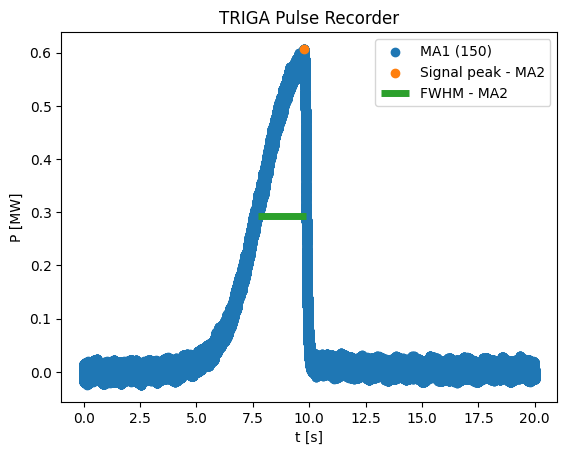 TRIGA Pulse Recorder
MA1 (150)
Signal peak - MA2
FWHM - MA2
P [MW]
0.6
0.5
0.4
0.3
0.2
0.1
0.0
0.0 2.5 5.0 7.5 10.0 12.5 15.0 17.5 20.0
t [s]